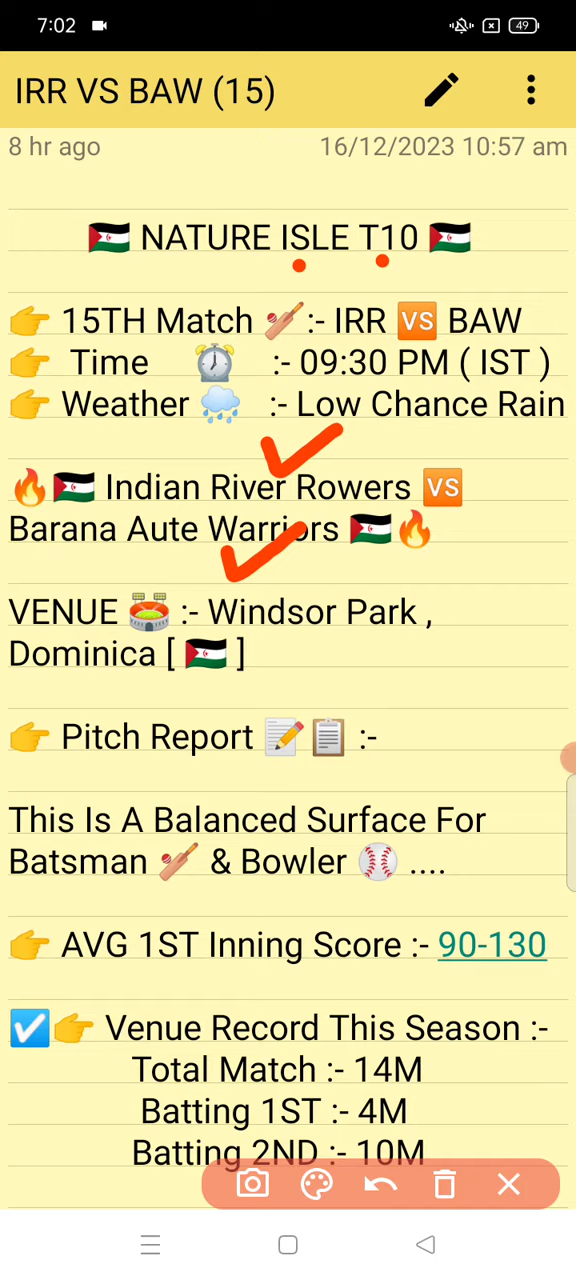 7:02 49
IRR VS BAW (15)
8 hr ago 16/12/2023 10:57 am
🇪🇭 NATURE ISLE T10 🇪🇭
👉 15TH Match 🏏:- IRR 🆚 BAW
👉 Time ⏰ :- 09:30 PM ( IST )
👉 Weather 🌧️ :- Low Chance Rain
🔥🇪🇭 Indian River Rowers 🆚
Barana Aute Warriors 🇪🇭🔥
VENUE 🏟️ :- Windsor Park ,
Dominica [ 🇪🇭 ]
👉 Pitch Report 📝📋 :-
This Is A Balanced Surface For
Batsman 🏏 & Bowler ⚾ ....
👉 AVG 1ST Inning Score :- 90-130
☑️👉 Venue Record This Season :-
Total Match :- 14M
Batting 1ST :- 4M
Batting 2ND :- 10M